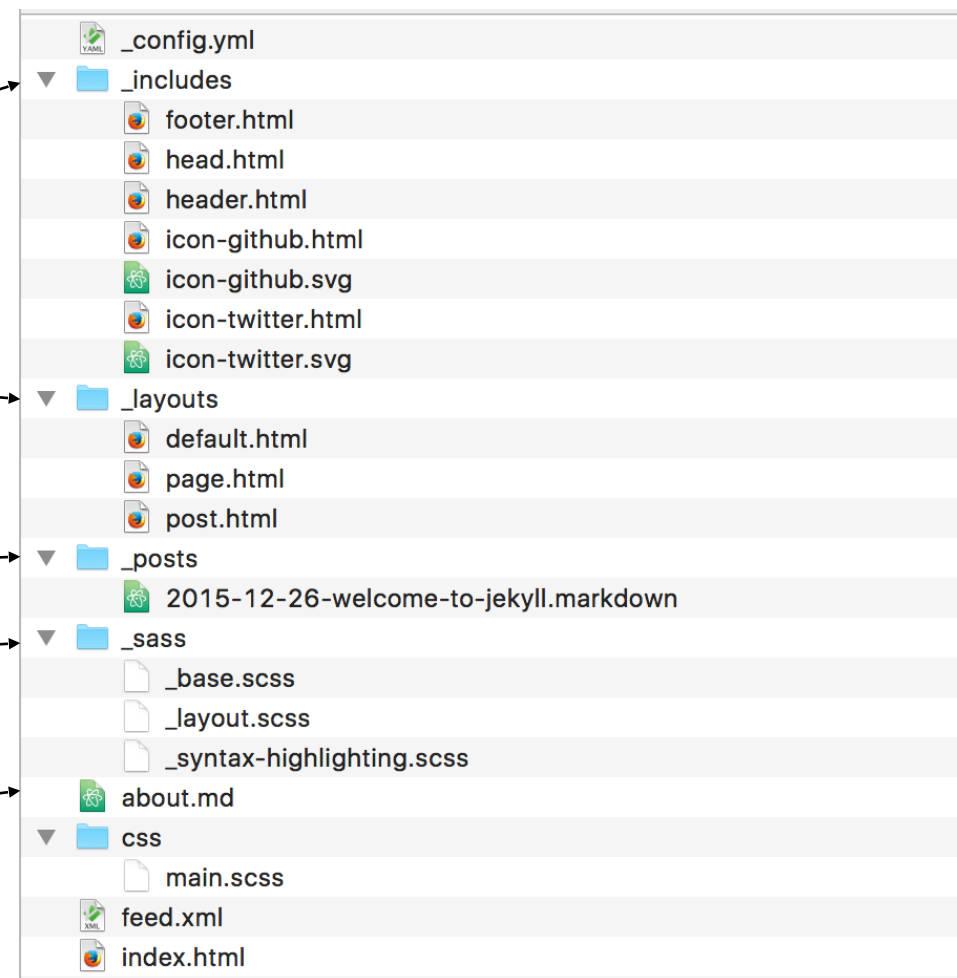 _config.yml
_includes
footer.html
head.html
header.html
icon-github.html
icon-github.svg
icon-twitter.html
icon-twitter.svg
_layouts
default.html
page.html
post.html
_posts
2015-12-26-welcome-to-jekyll.markdown
_sass
_base.scss
_layout.scss
_syntax-highlighting.scss
about.md
css
main.scss
feed.xml
index.html